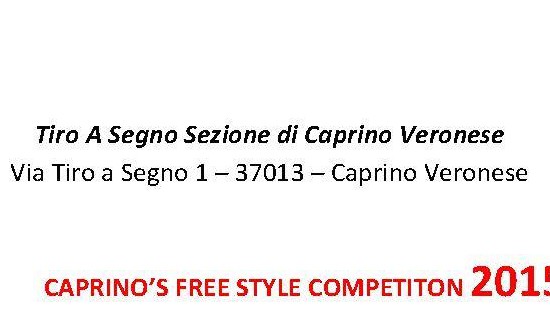 Tiro A Segno Sezione di Caprino Veronese
Via Tiro a Segno 1 – 37013 – Caprino Veronese
CAPRINO’S FREE STYLE COMPETITON 2015